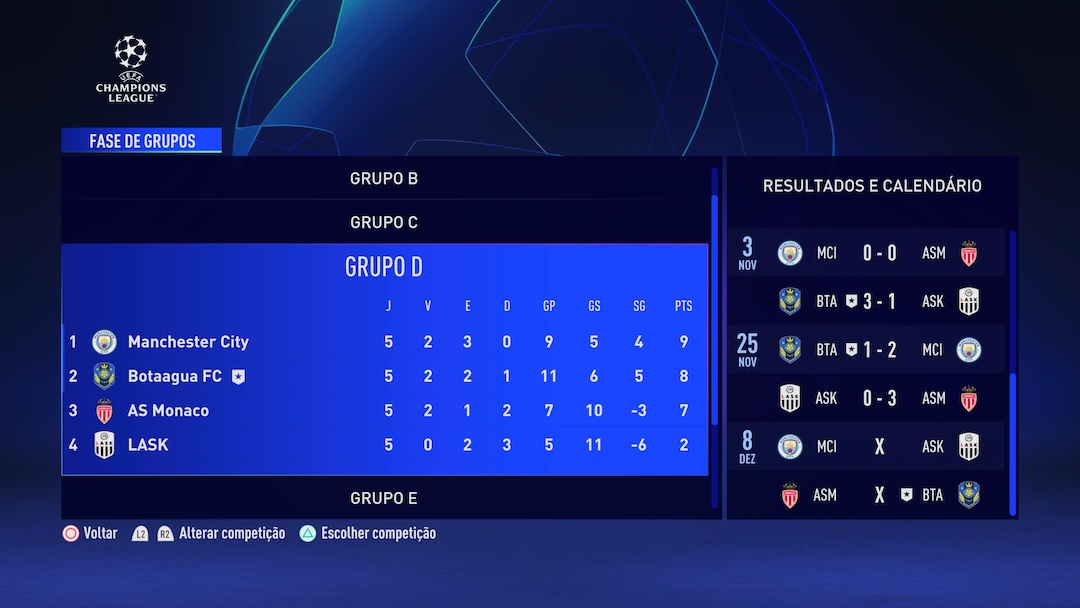 UEFA
CHAMPIONS
LEAGUE
FASE DE GRUPOS
GRUPO B
GRUPO C
GRUPO D
J V E D GP GS SG PTS
1 Manchester City 5 2 3 0 9 5 4 9
2 Botaagua FC 5 2 2 1 11 6 5 8
3 AS Monaco 5 2 1 2 7 10 -3 7
4 LASK 5 0 2 3 5 11 -6 2
GRUPO E
RESULTADOS E CALENDÁRIO
3 NOV MCI 0 - 0 ASM
BTA 3 - 1 ASK
25 NOV BTA 1 - 2 MCI
ASK 0 - 3 ASM
8 DEZ MCI X ASK
ASM X BTA
Voltar L2 R2 Alterar competição Escolher competição